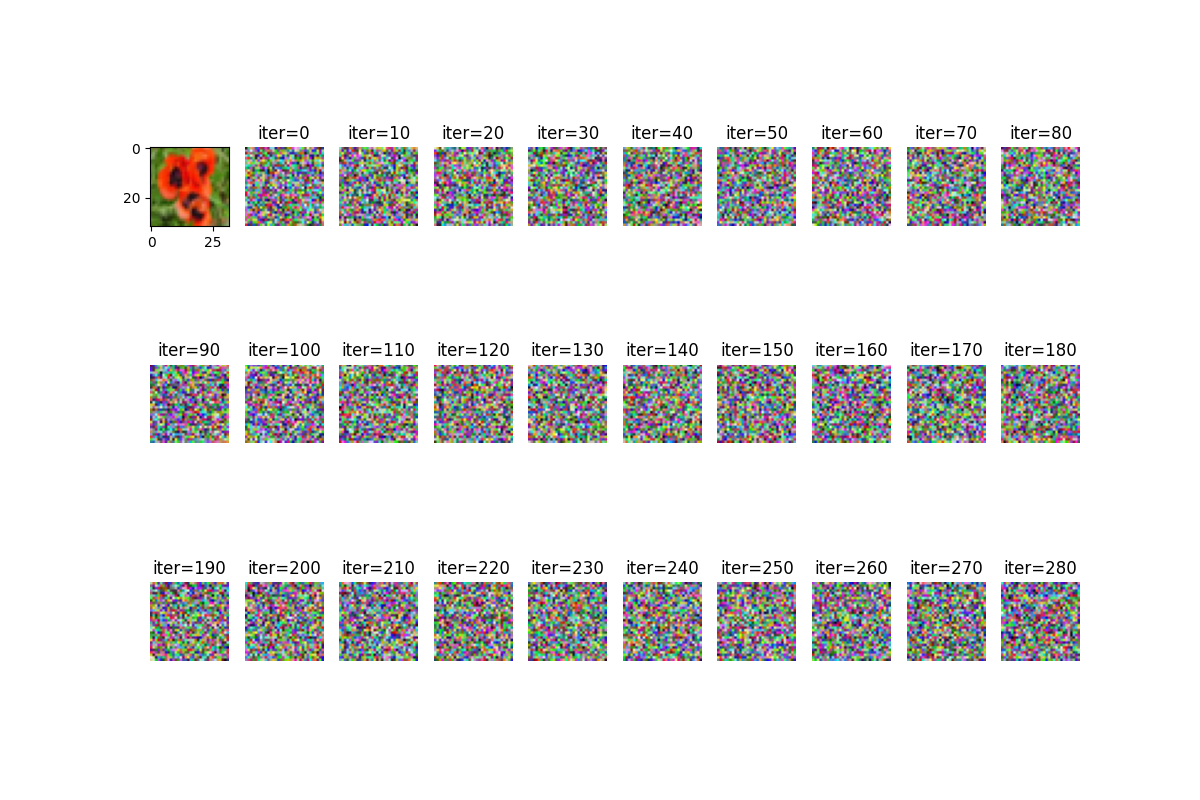 iter=0 iter=10 iter=20 iter=30 iter=40 iter=50 iter=60 iter=70 iter=80
0
20
0 25
iter=90 iter=100 iter=110 iter=120 iter=130 iter=140 iter=150 iter=160 iter=170 iter=180
iter=190 iter=200 iter=210 iter=220 iter=230 iter=240 iter=250 iter=260 iter=270 iter=280